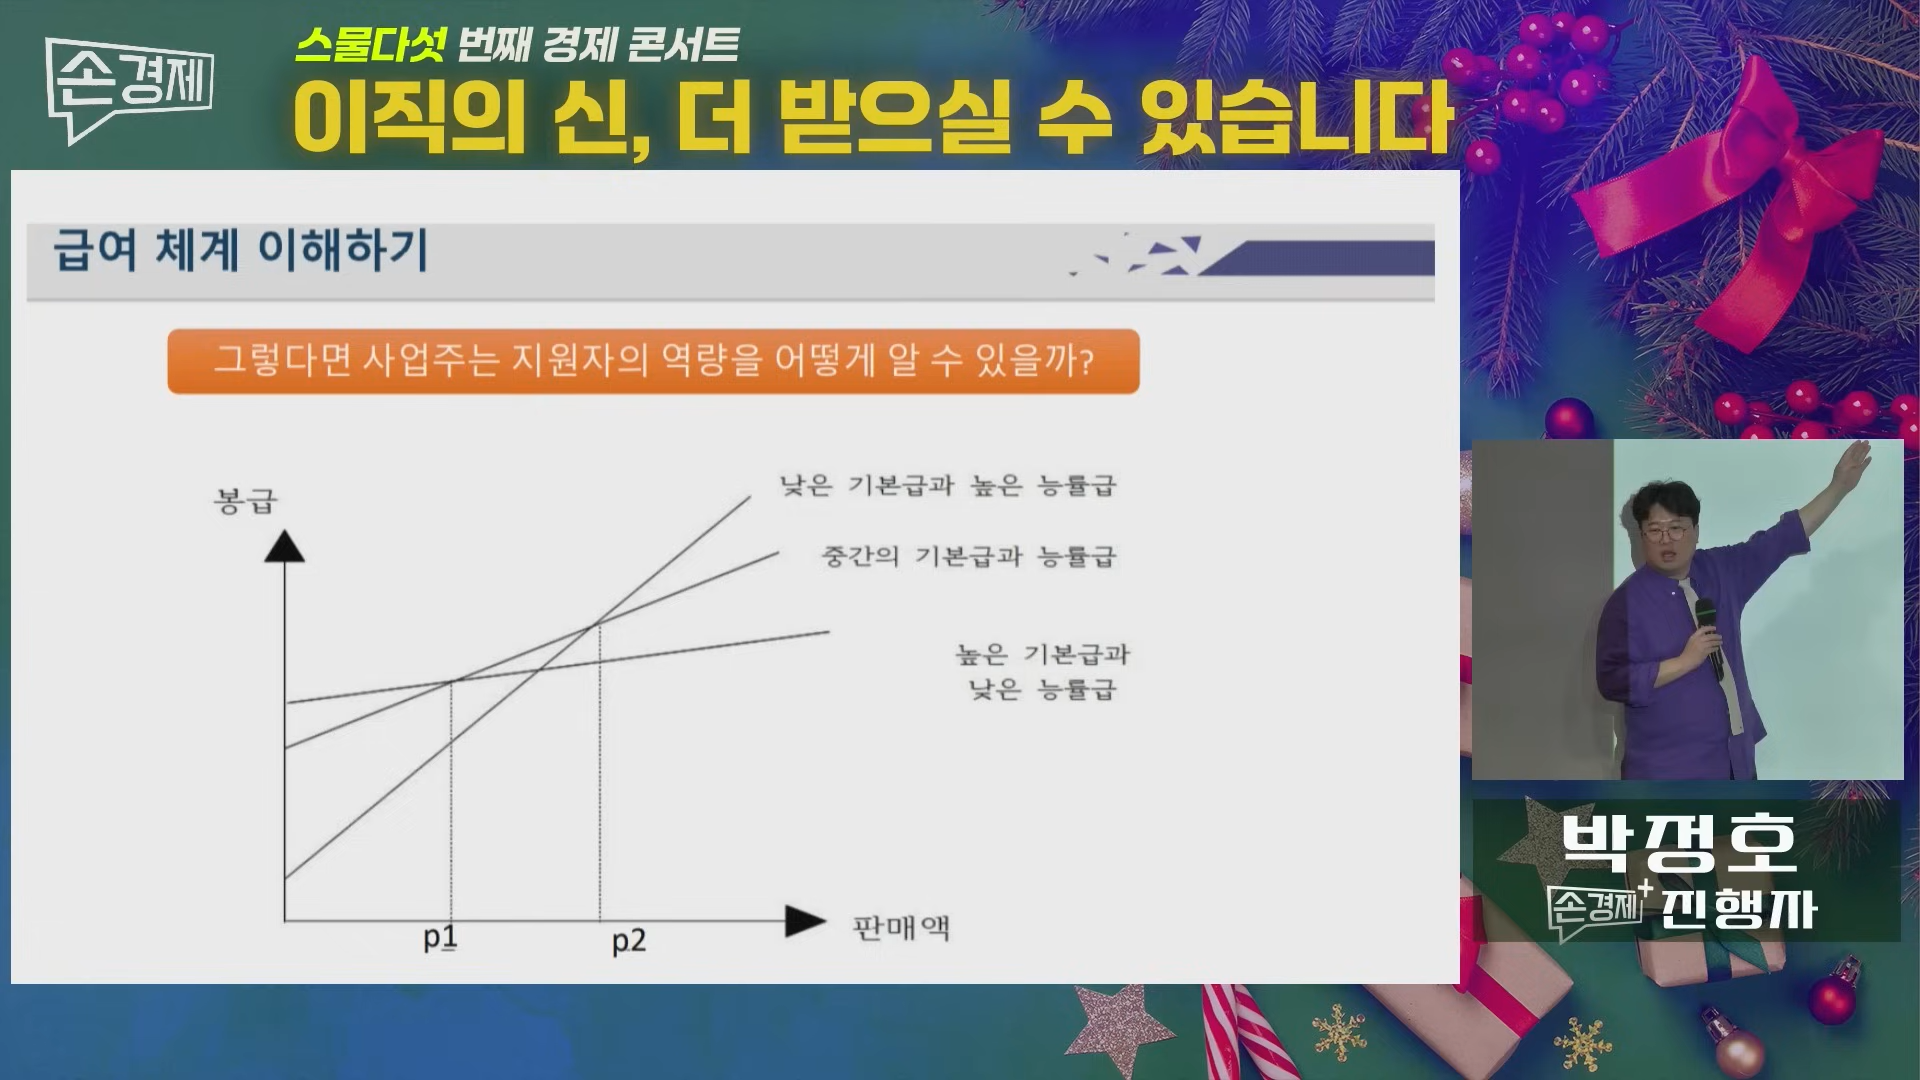 손경제
스물다섯 번째 경제 콘서트
이직의 신, 더 받으실 수 있습니다
급여 체계 이해하기
그렇다면 사업주는 지원자의 역량을 어떻게 알 수 있을까?
봉급
낮은 기본급과 높은 능률급
중간의 기본급과 능률급
높은 기본급과
낮은 능률급
p1
p2
판매액
박정호
손경제+ 진행자